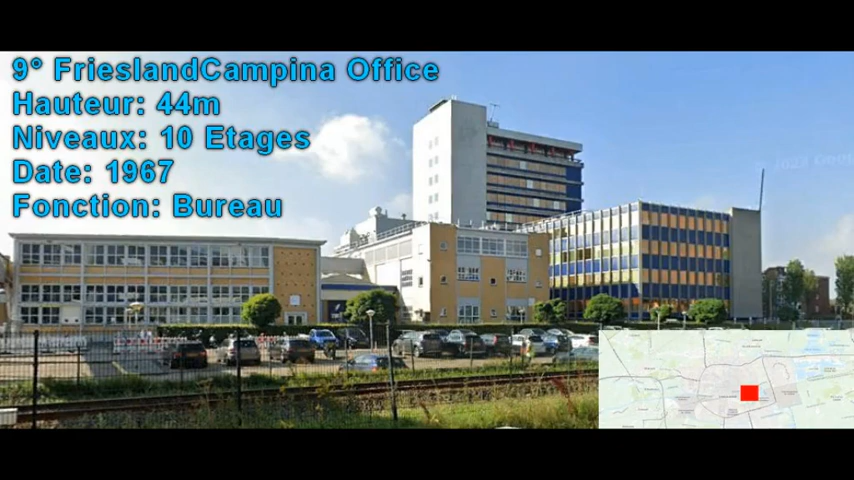 9° FrieslandCampina Office
Hauteur: 44m
Niveaux: 10 Etages
Date: 1967
Fonction: Bureau